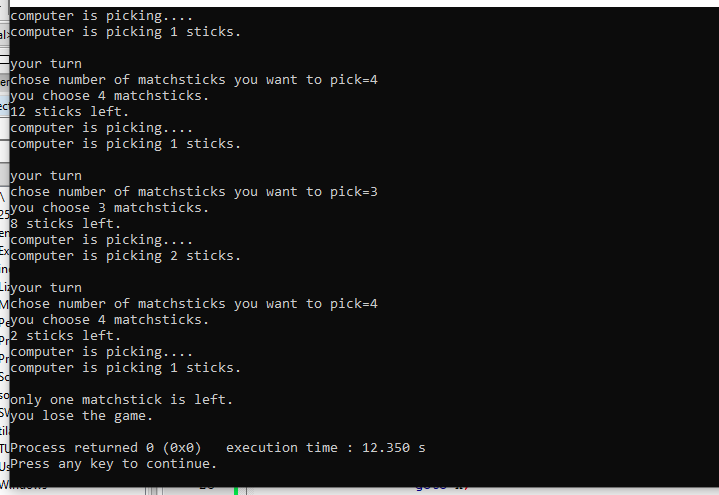 computer is picking....
computer is picking 1 sticks.
your turn
chose number of matchsticks you want to pick=4
you choose 4 matchsticks.
12 sticks left.
computer is picking....
computer is picking 1 sticks.
your turn
chose number of matchsticks you want to pick=3
you choose 3 matchsticks.
8 sticks left.
computer is picking....
computer is picking 2 sticks.
your turn
chose number of matchsticks you want to pick=4
you choose 4 matchsticks.
2 sticks left.
computer is picking....
computer is picking 1 sticks.
only one matchstick is left.
you lose the game.
Process returned 0 (0x0)   execution time : 12.350 s
Press any key to continue.